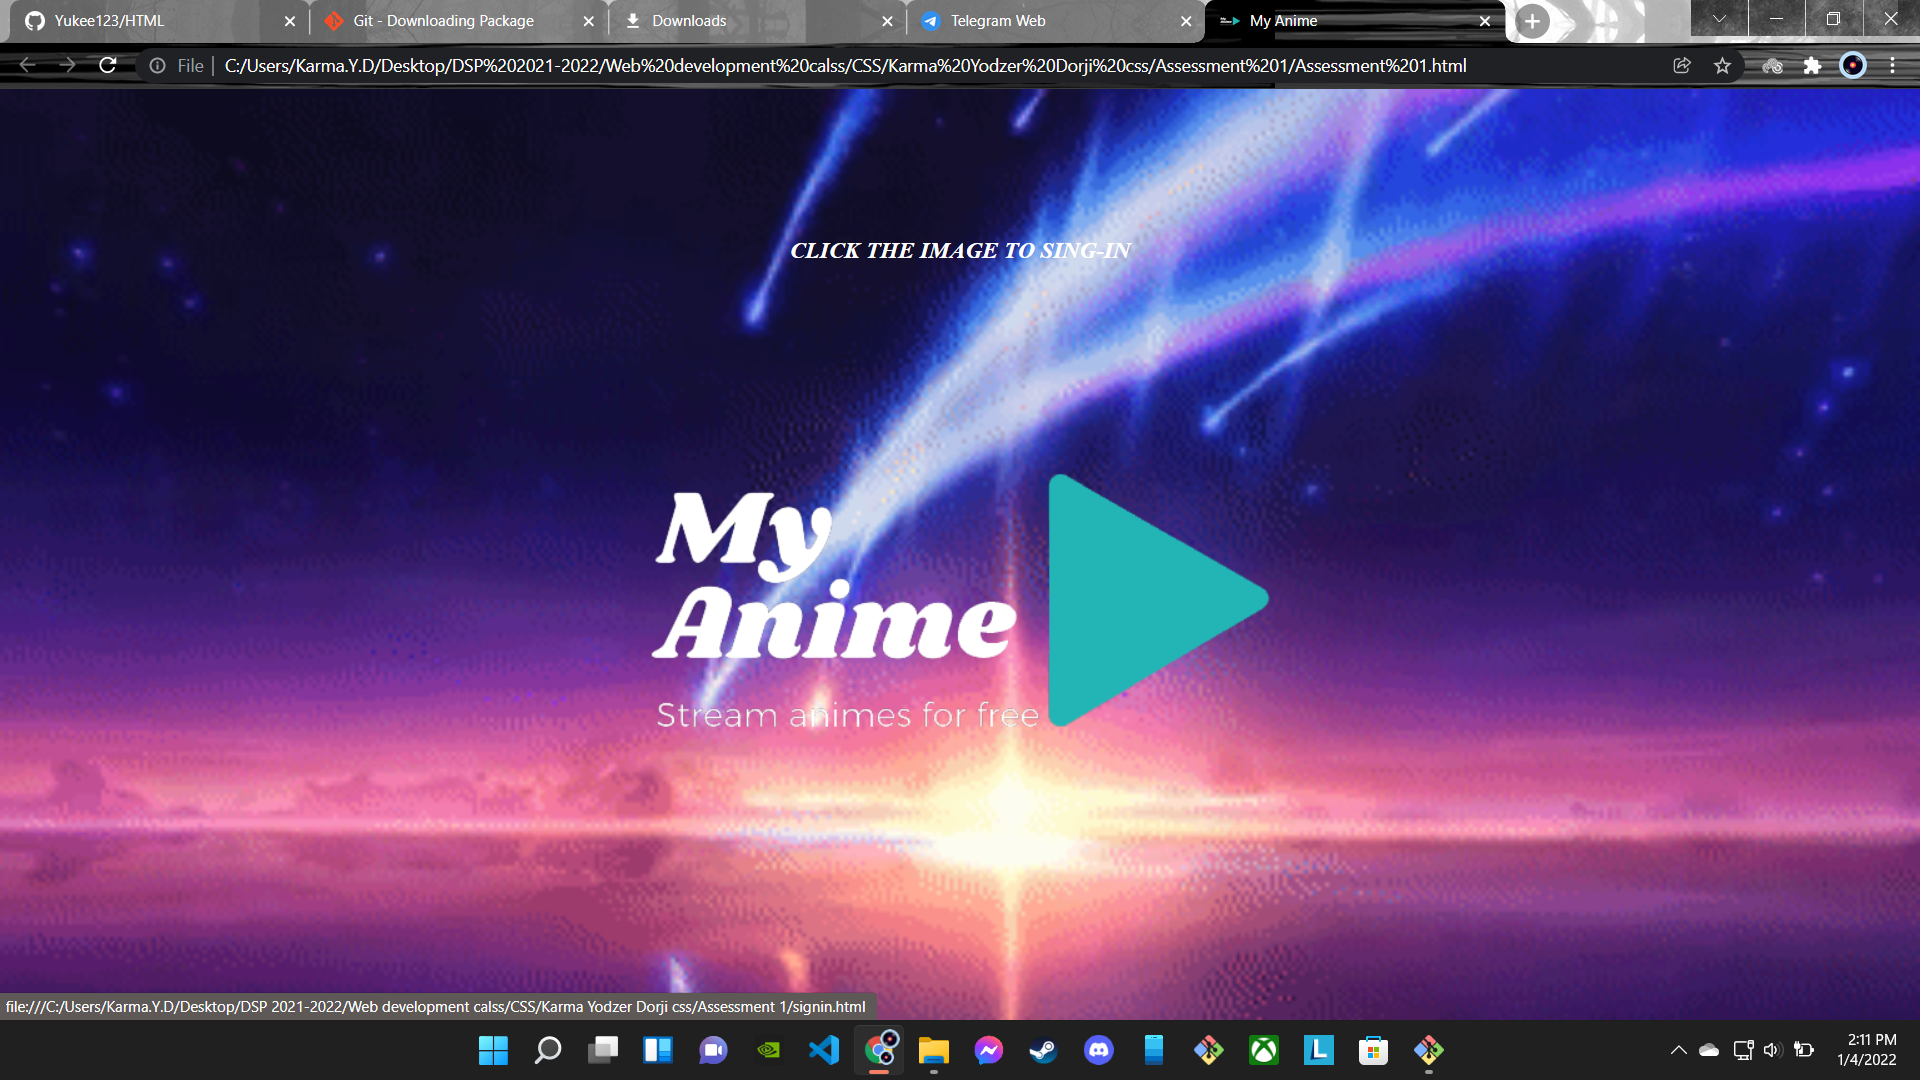 Yukee123/HTML
Git - Downloading Package
Downloads
Telegram Web
My Anime
File
C:/Users/Karma.Y.D/Desktop/DSP%202021-2022/Web%20development%20calss/CSS/Karma%20Yodzer%20Dorji%20css/Assessment%201/Assessment%201.html
CLICK THE IMAGE TO SING-IN
My
Anime
Stream animes for free
file:///C:/Users/Karma.Y.D/Desktop/DSP 2021-2022/Web development calss/CSS/Karma Yodzer Dorji css/Assessment 1/signin.html
L
2:11 PM
1/4/2022